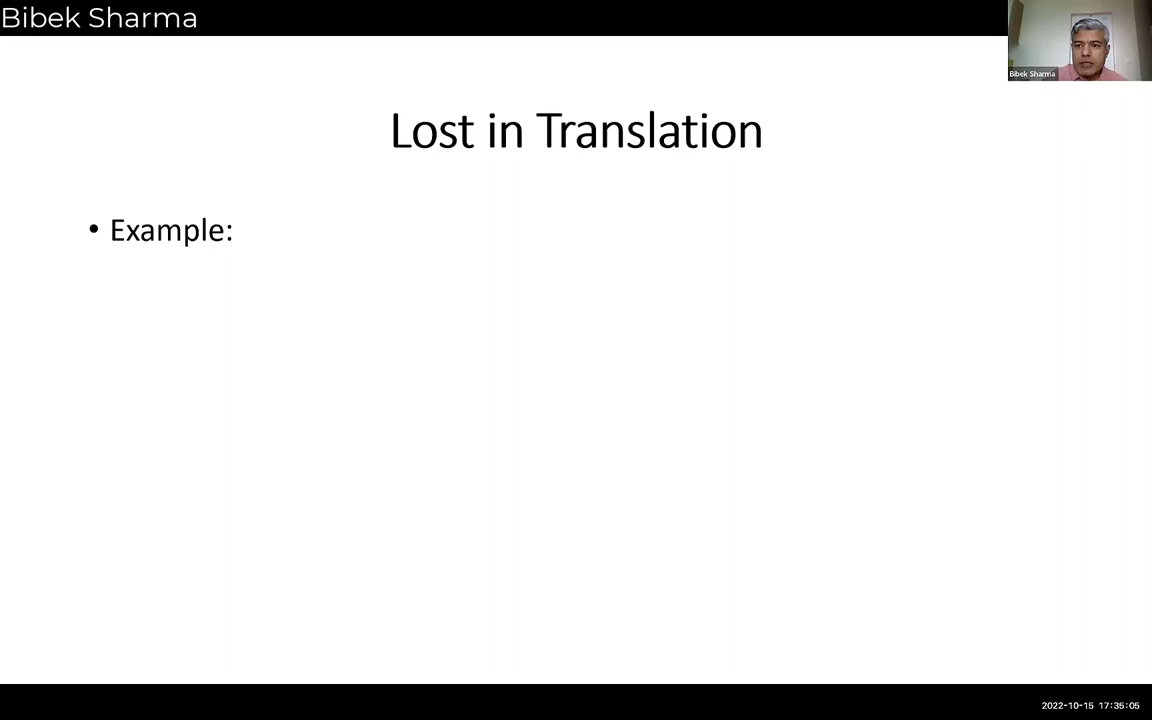 Bibek Sharma
Bibek Sharma
Lost in Translation
• Example:
2022-10-15 17:35:05